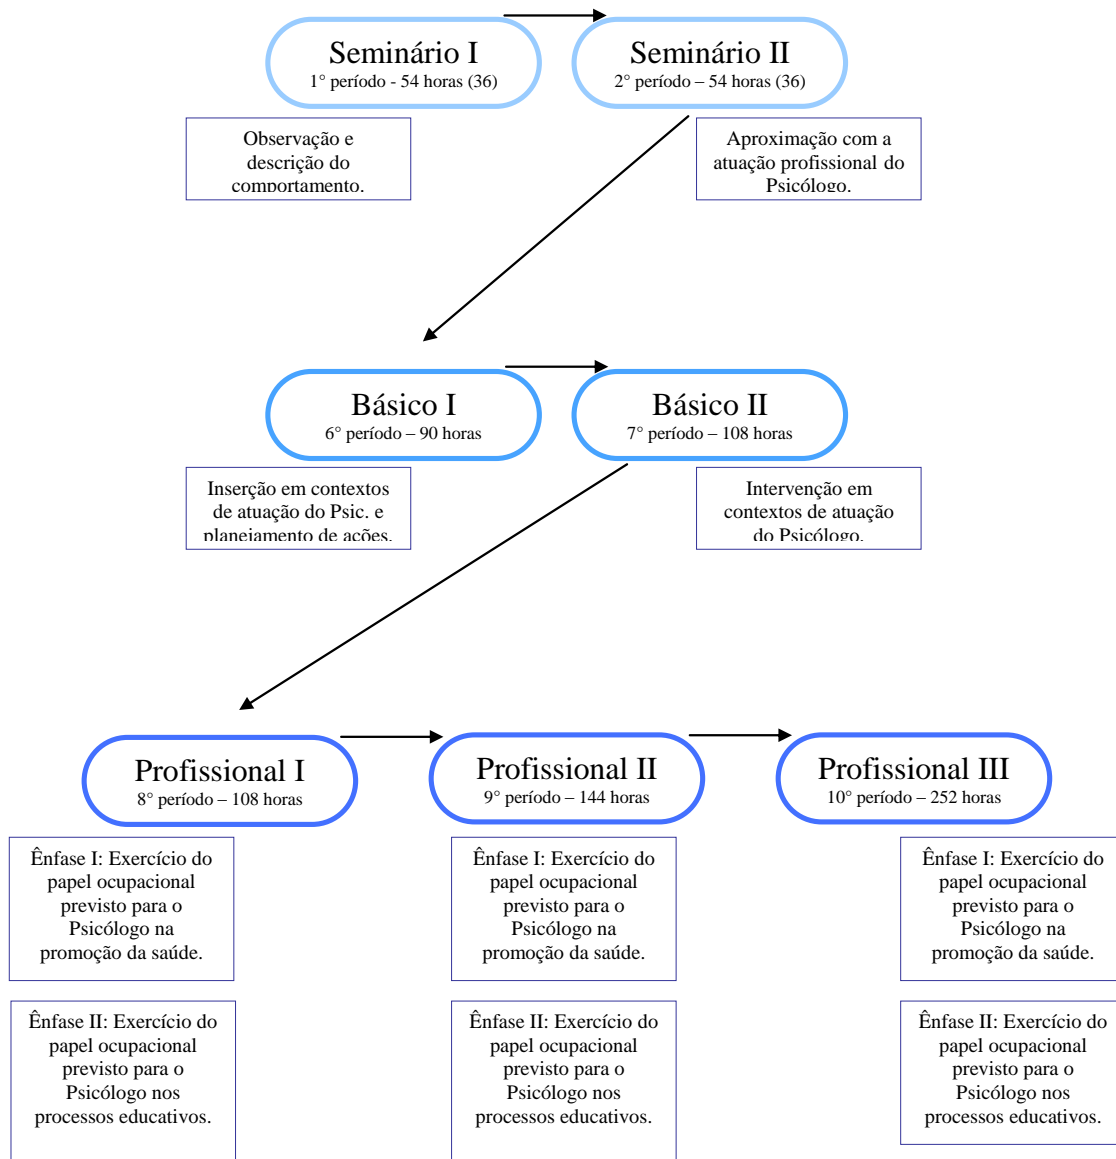 Seminário I
1° período - 54 horas (36)
Seminário II
2° período – 54 horas (36)
Observação e
descrição do
comportamento.
Aproximação com a
atuação profissional do
Psicólogo.
Básico I
6° período – 90 horas
Básico II
7° período – 108 horas
Inserção em contextos
de atuação do Psic. e
planejamento de ações.
Intervenção em
contextos de atuação
do Psicólogo.
Profissional I
8° período – 108 horas
Profissional II
9° período – 144 horas
Profissional III
10° período – 252 horas
Ênfase I: Exercício do
papel ocupacional
previsto para o
Psicólogo na
promoção da saúde.
Ênfase I: Exercício do
papel ocupacional
previsto para o
Psicólogo na
promoção da saúde.
Ênfase I: Exercício do
papel ocupacional
previsto para o
Psicólogo na
promoção da saúde.
Ênfase II: Exercício do
papel ocupacional
previsto para o
Psicólogo nos
processos educativos.
Ênfase II: Exercício do
papel ocupacional
previsto para o
Psicólogo nos
processos educativos.
Ênfase II: Exercício do
papel ocupacional
previsto para o
Psicólogo nos
processos educativos.